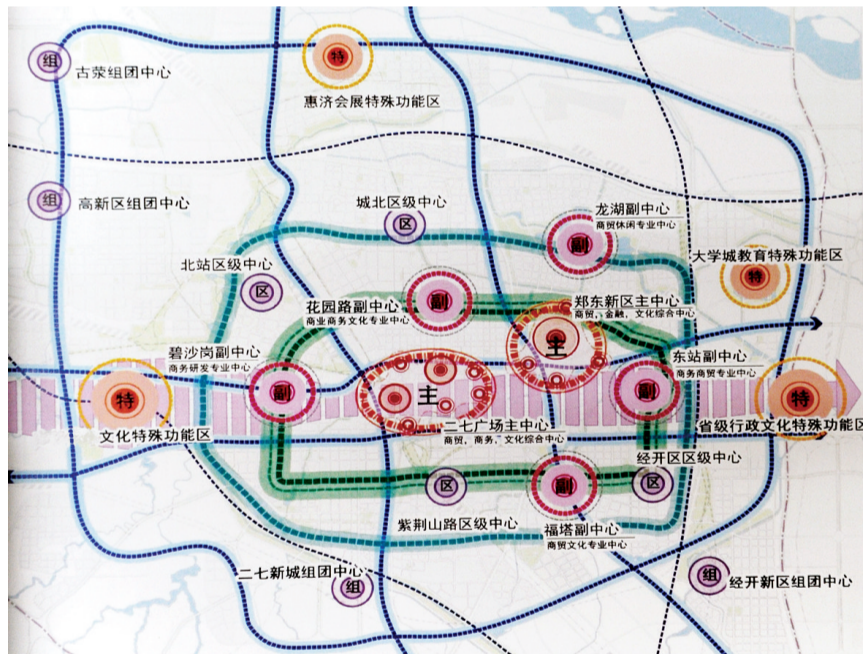 组
古荥组团中心
特
惠济会展特殊功能区
组
高新区组团中心
城北区级中心
区
龙湖副中心
商贸休闲专业中心
副
北站区级中心
区
大学城教育特殊功能区
特
花园路副中心
商业商务文化专业中心
副
郑东新区主中心
商贸、金融、文化综合中心
主
碧沙岗副中心
商务研发专业中心
副
东站副中心
商务商贸专业中心
副
特
文化特殊功能区
主
二七广场主中心
商贸、商务、文化综合中心
特
省级行政文化特殊功能区
经开区区级中心
区
区
紫荆山路区级中心
副
福塔副中心
商贸文化专业中心
二七新城组团中心
组
组
经开新区组团中心